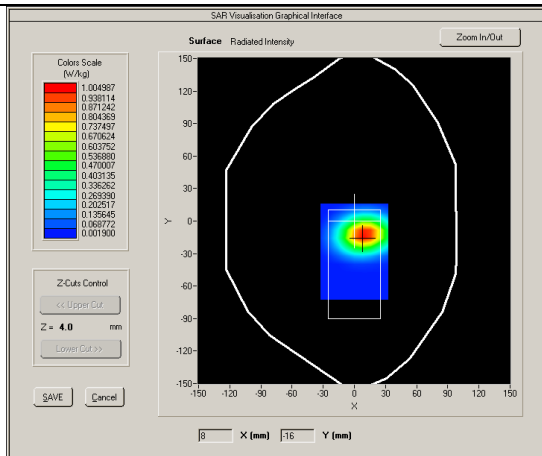 SAR Visualisation Graphical Interface
Surface Radiated Intensity
Zoom In/Out
Colors Scale
(W/kg)
1.004987
0.938114
0.871242
0.804369
0.737497
0.670624
0.603752
0.536880
0.470007
0.403135
0.336262
0.269390
0.202517
0.135645
0.068772
0.001900
Z-Cuts Control
<< Upper Cut
Z = 4.0 mm
Lower Cut >>
SAVE Cancel
150
120
90
60
30
0
-30
-60
-90
-120
-150
Y
-150 -120 -90 -60 -30 0 30 60 90 120 150
X
8 X (mm) -16 Y (mm)